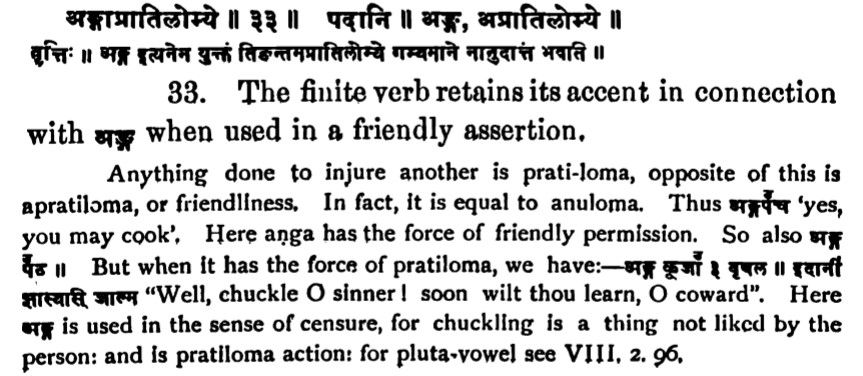 अङ्गाप्रातिलोम्ये ॥ ३३ ॥ पदानि ॥ अङ्ग, अप्रातिलोम्ये ॥
वृत्तिः ॥ अङ्ग इत्यनेम युक्तं तिङन्तमप्रातिलोम्ये गम्यमाने नानुदात्तं भवाति ॥
33. The finite verb retains its accent in connection
with अङ्ग when used in a friendly assertion.
Anything done to injure another is prati-loma, opposite of this is
apratiloma, or friendliness. In fact, it is equal to anuloma. Thus अङ्गपँच 'yes,
you may cook'. Here aṇga has the force of friendly permission. So also अङ्ग
पँठ ॥ But when it has the force of pratiloma, we have:—अङ्ग कूजाँ ३ वृषल ॥ इदानीं
ज्ञास्यासि जाल्म "Well, chuckle O sinner! soon wilt thou learn, O coward". Here
अङ्ग is used in the sense of censure, for chuckling is a thing not liked by the
person: and is pratiloma action: for pluta-vowel see VIII. 2. 96.